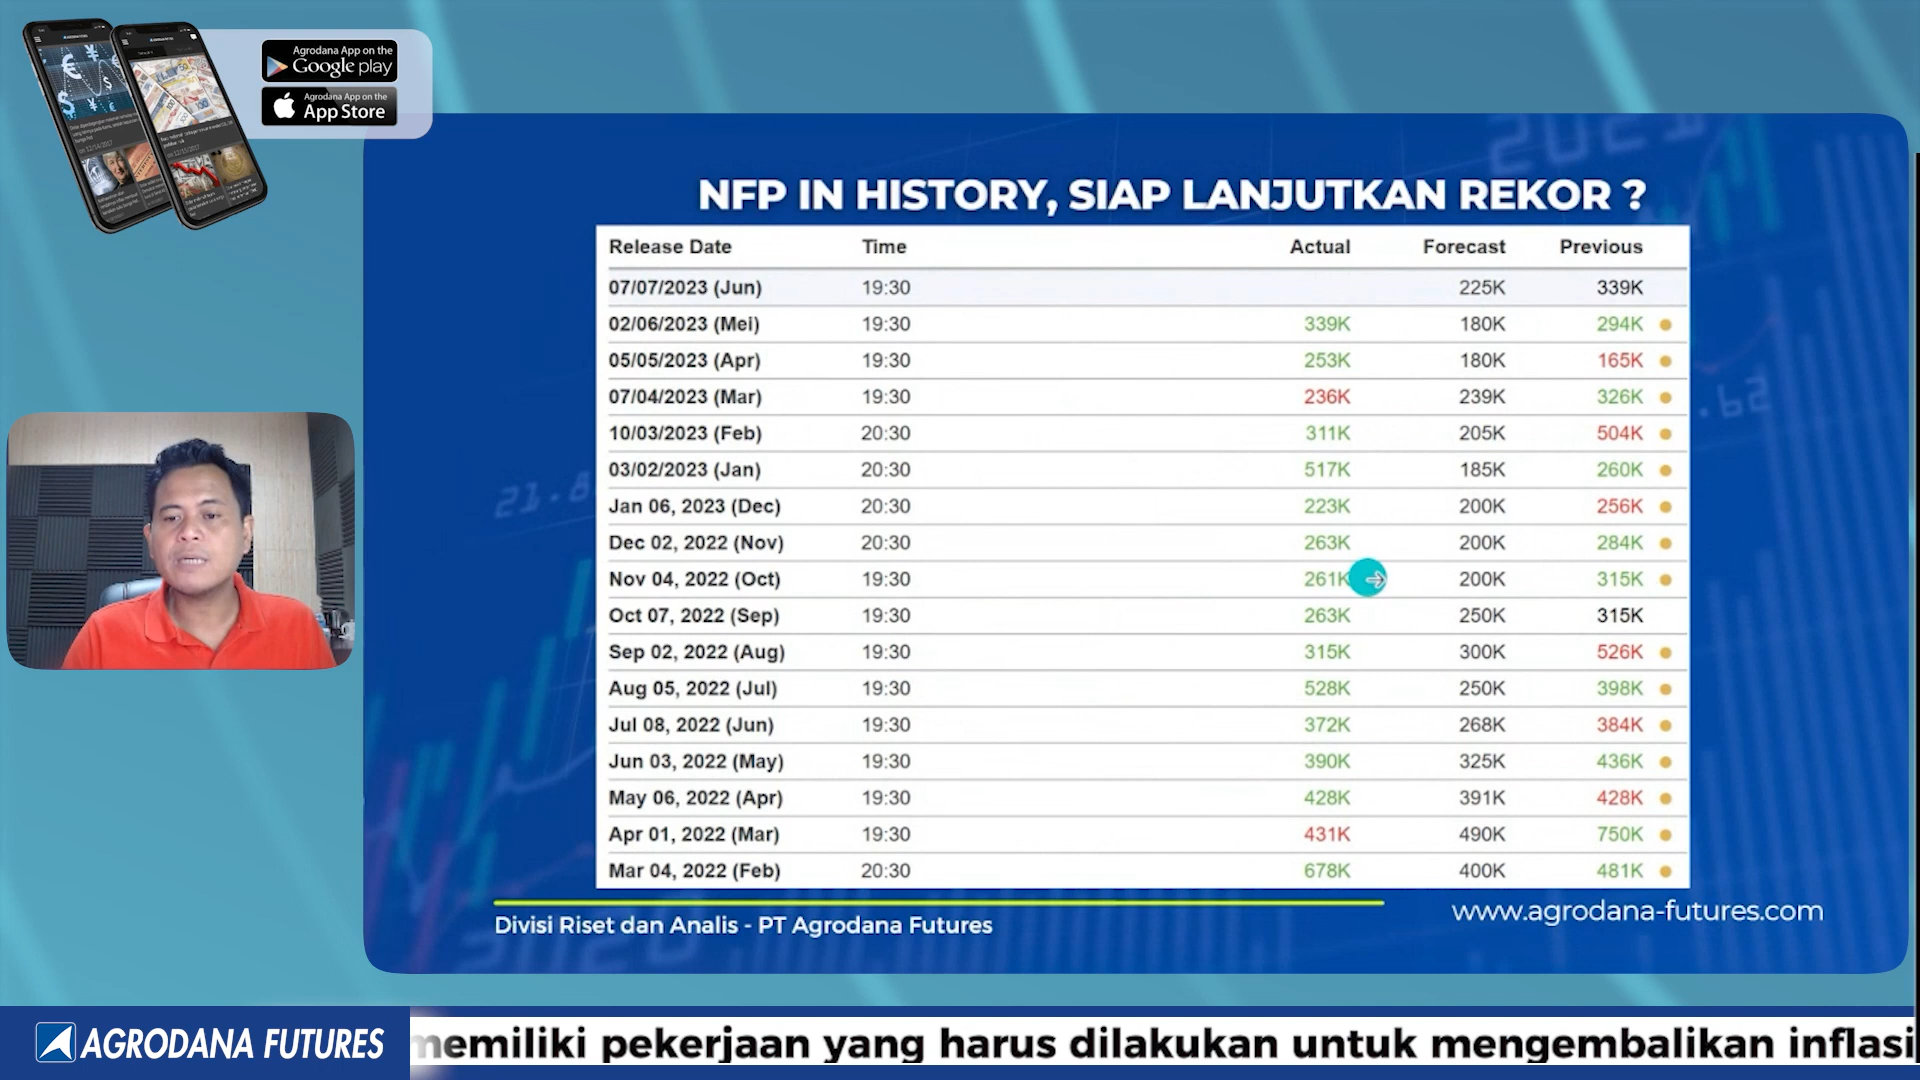 Agrodana App on the
Google play
Agrodana App on the
App Store
NFP IN HISTORY, SIAP LANJUTKAN REKOR ?
Release Date Time Actual Forecast Previous
07/07/2023 (Jun) 19:30 225K 339K
02/06/2023 (Mei) 19:30 339K 180K 294K
05/05/2023 (Apr) 19:30 253K 180K 165K
07/04/2023 (Mar) 19:30 236K 239K 326K
10/03/2023 (Feb) 20:30 311K 205K 504K
03/02/2023 (Jan) 20:30 517K 185K 260K
Jan 06, 2023 (Dec) 20:30 223K 200K 256K
Dec 02, 2022 (Nov) 20:30 263K 200K 284K
Nov 04, 2022 (Oct) 19:30 261K 200K 315K
Oct 07, 2022 (Sep) 19:30 263K 250K 315K
Sep 02, 2022 (Aug) 19:30 315K 300K 526K
Aug 05, 2022 (Jul) 19:30 528K 250K 398K
Jul 08, 2022 (Jun) 19:30 372K 268K 384K
Jun 03, 2022 (May) 19:30 390K 325K 436K
May 06, 2022 (Apr) 19:30 428K 391K 428K
Apr 01, 2022 (Mar) 19:30 431K 490K 750K
Mar 04, 2022 (Feb) 20:30 678K 400K 481K
Divisi Riset dan Analis - PT Agrodana Futures
www.agrodana-futures.com
AGRODANA FUTURES
memiliki pekerjaan yang harus dilakukan untuk mengembalikan inflasi